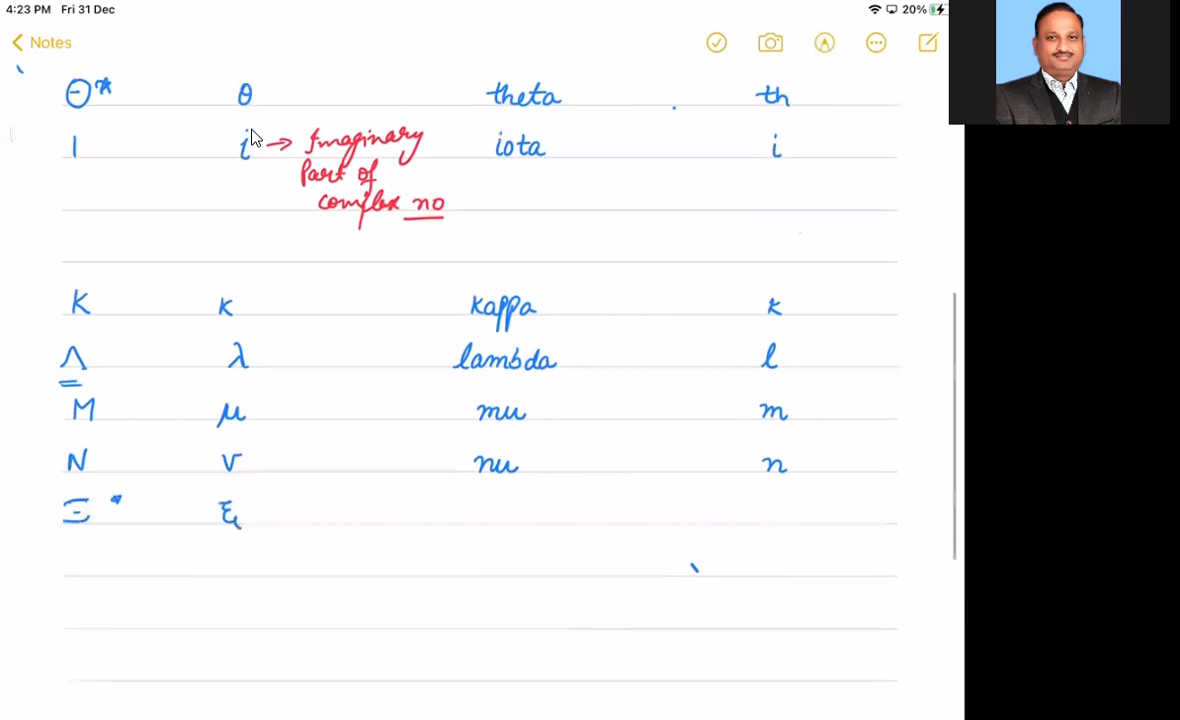 4:23 PM Fri 31 Dec 20%
Notes
Θ* θ theta th
Ι i → Imaginary iota i
Part of
complex no
K κ kappa k
Λ λ lambda l
M μ mu m
N ν nu n
Ξ * ξ